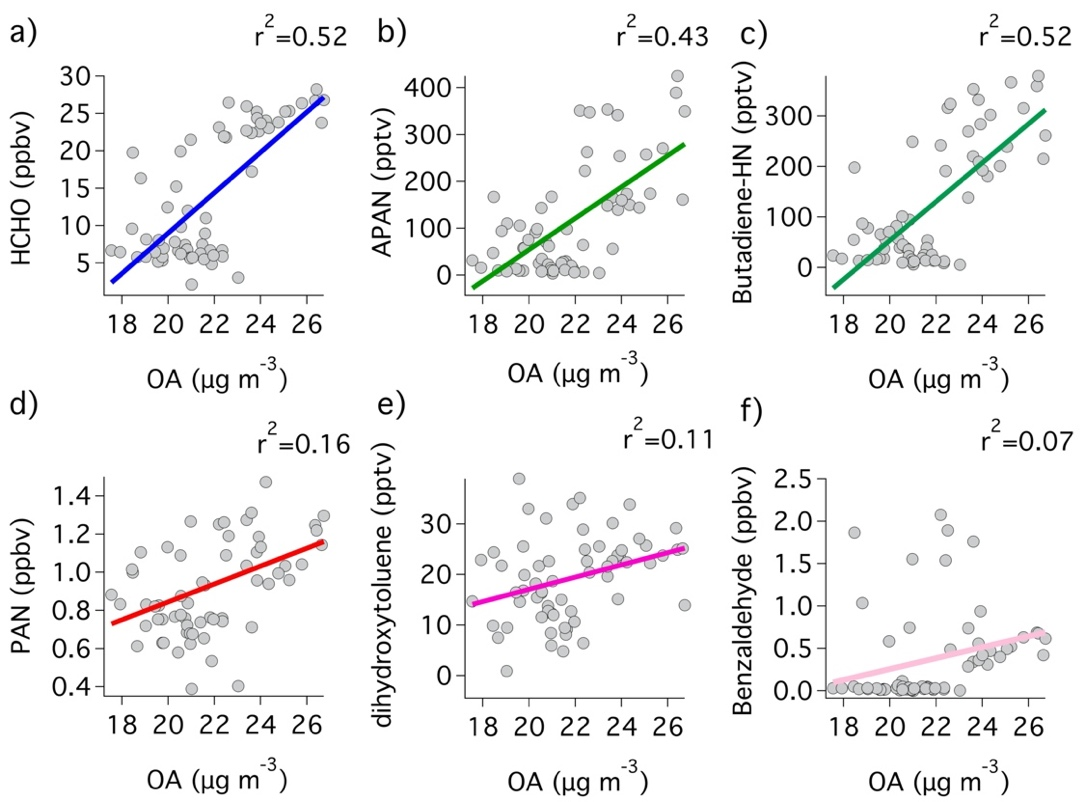 a)
r²=0.52
HCHO (ppbv)
30
25
20
15
10
5
18 20 22 24 26
OA (µg m⁻³)
b)
r²=0.43
APAN (pptv)
400
300
200
100
0
18 20 22 24 26
OA (µg m⁻³)
c)
r²=0.52
Butadiene-HN (pptv)
300
200
100
0
18 20 22 24 26
OA (µg m⁻³)
d)
r²=0.16
PAN (ppbv)
1.4
1.2
1.0
0.8
0.6
0.4
18 20 22 24 26
OA (µg m⁻³)
e)
r²=0.11
dihydroxytoluene (pptv)
30
20
10
0
18 20 22 24 26
OA (µg m⁻³)
f)
r²=0.07
Benzaldehyde (ppbv)
2.5
2.0
1.5
1.0
0.5
0.0
18 20 22 24 26
OA (µg m⁻³)